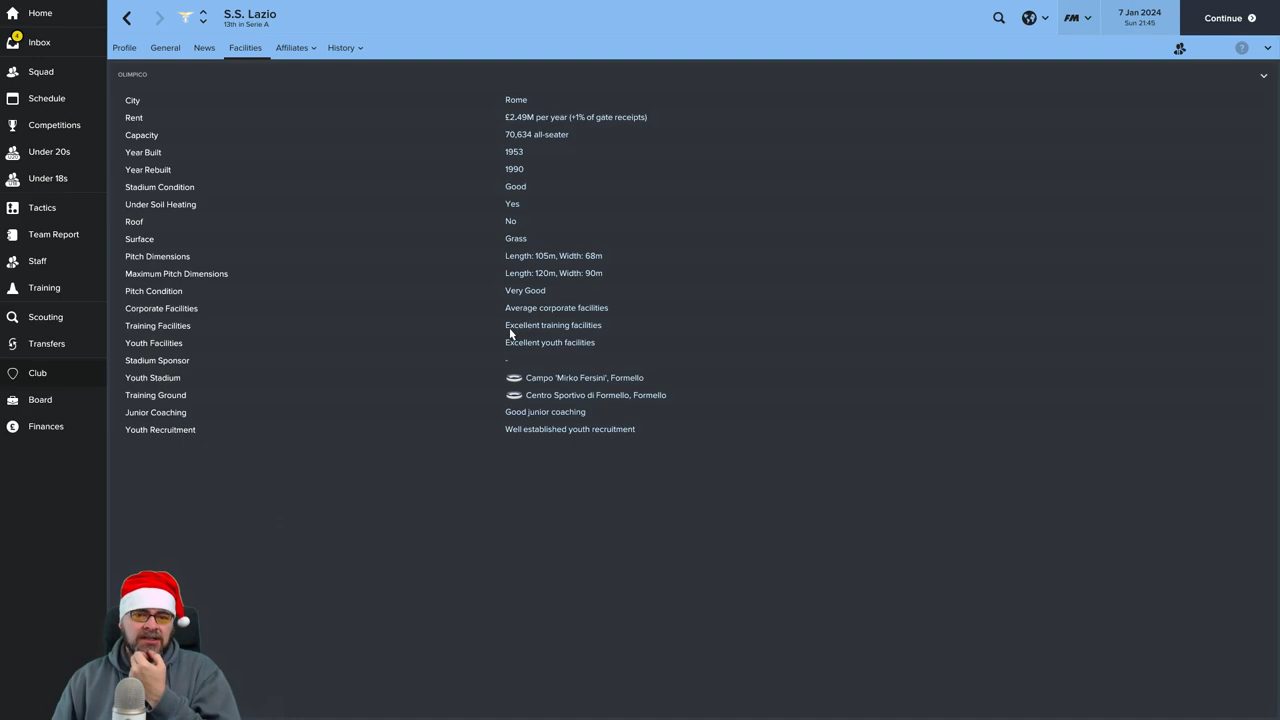 Home
4
Inbox
Squad
Schedule
Competitions
Under 20s
Under 18s
Tactics
Team Report
Staff
Training
Scouting
Transfers
Club
Board
Finances
S.S. Lazio
13th in Serie A
FM
7 Jan 2024
Sun 21:45
Continue
Profile General News Facilities Affiliates History
?
OLIMPICO
City Rome
Rent £2.49M per year (+1% of gate receipts)
Capacity 70,634 all-seater
Year Built 1953
Year Rebuilt 1990
Stadium Condition Good
Under Soil Heating Yes
Roof No
Surface Grass
Pitch Dimensions Length: 105m, Width: 68m
Maximum Pitch Dimensions Length: 120m, Width: 90m
Pitch Condition Very Good
Corporate Facilities Average corporate facilities
Training Facilities Excellent training facilities
Youth Facilities Excellent youth facilities
Stadium Sponsor -
Youth Stadium Campo 'Mirko Fersini', Formello
Training Ground Centro Sportivo di Formello, Formello
Junior Coaching Good junior coaching
Youth Recruitment Well established youth recruitment